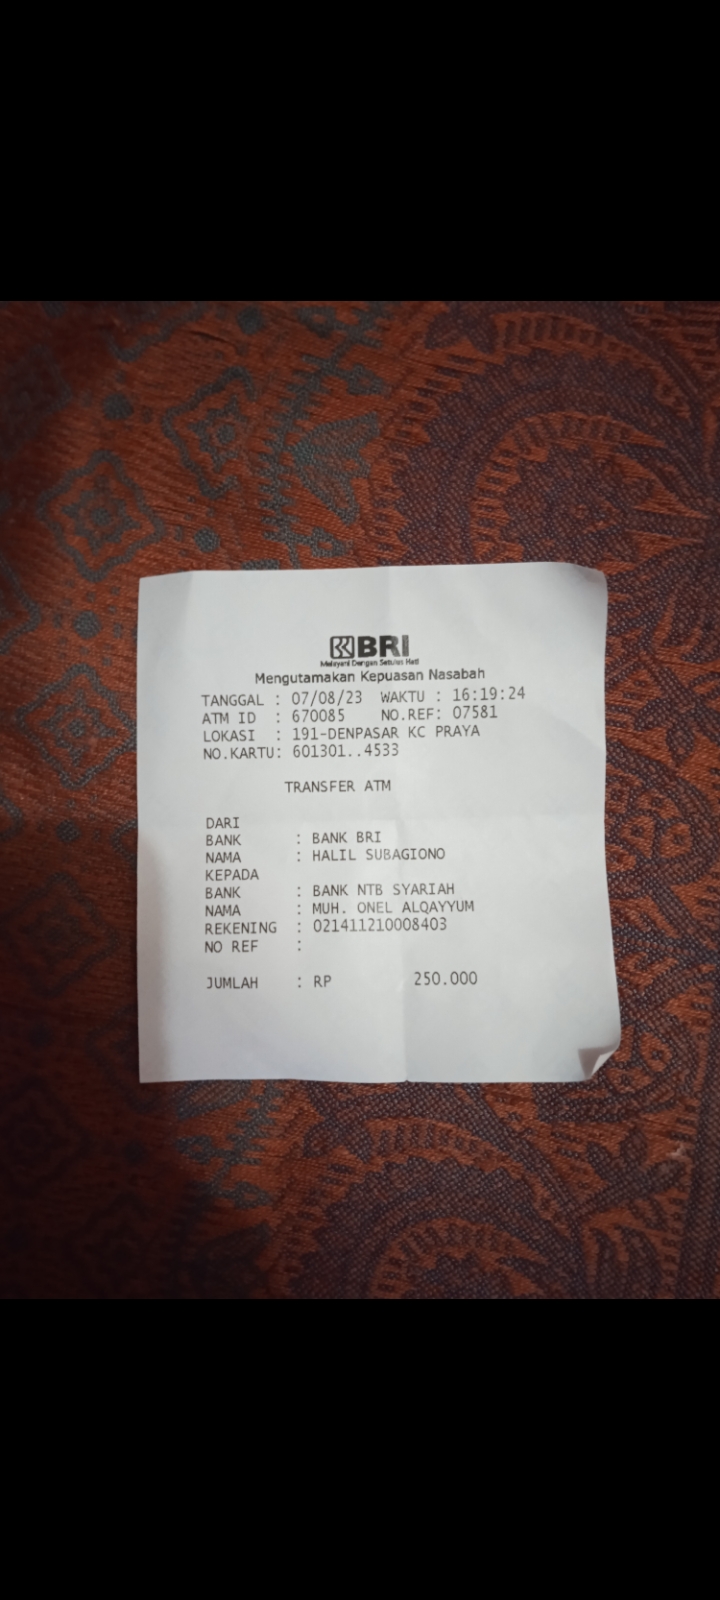 BRI
Melayani Dengan Setulus Hati
Mengutamakan Kepuasan Nasabah
TANGGAL : 07/08/23 WAKTU : 16:19:24
ATM ID : 670085 NO.REF: 07581
LOKASI : 191-DENPASAR KC PRAYA
NO.KARTU: 601301..4533
TRANSFER ATM
DARI
BANK : BANK BRI
NAMA : HALIL SUBAGIONO
KEPADA
BANK : BANK NTB SYARIAH
NAMA : MUH. ONEL ALQAYYUM
REKENING : 021411210008403
NO REF :
JUMLAH : RP 250.000